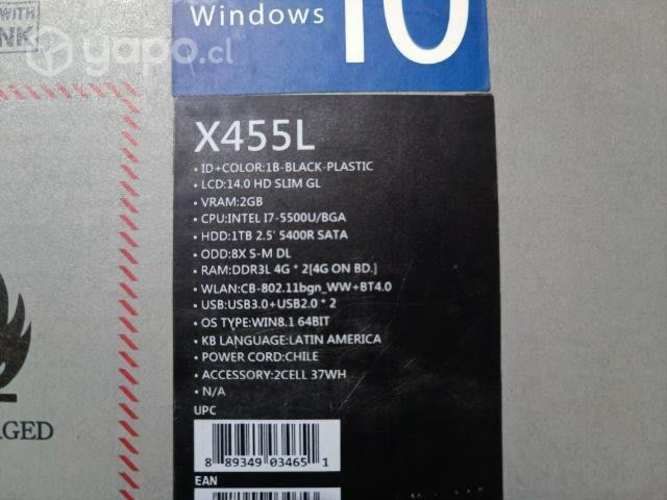 WITH
NK
yapo.cl
Windows 10
X455L
• ID+COLOR:1B-BLACK-PLASTIC
• LCD:14.0 HD SLIM GL
• VRAM:2GB
• CPU:INTEL I7-5500U/BGA
• HDD:1TB 2.5' 5400R SATA
• ODD:8X S-M DL
• RAM:DDR3L 4G * 2[4G ON BD.]
• WLAN:CB-802.11bgn_WW+BT4.0
• USB:USB3.0+USB2.0 * 2
• OS TYPE:WIN8.1 64BIT
• KB LANGUAGE:LATIN AMERICA
• POWER CORD:CHILE
• ACCESSORY:2CELL 37WH
• N/A
UPC
8 89349 03465 1
EAN
RGED